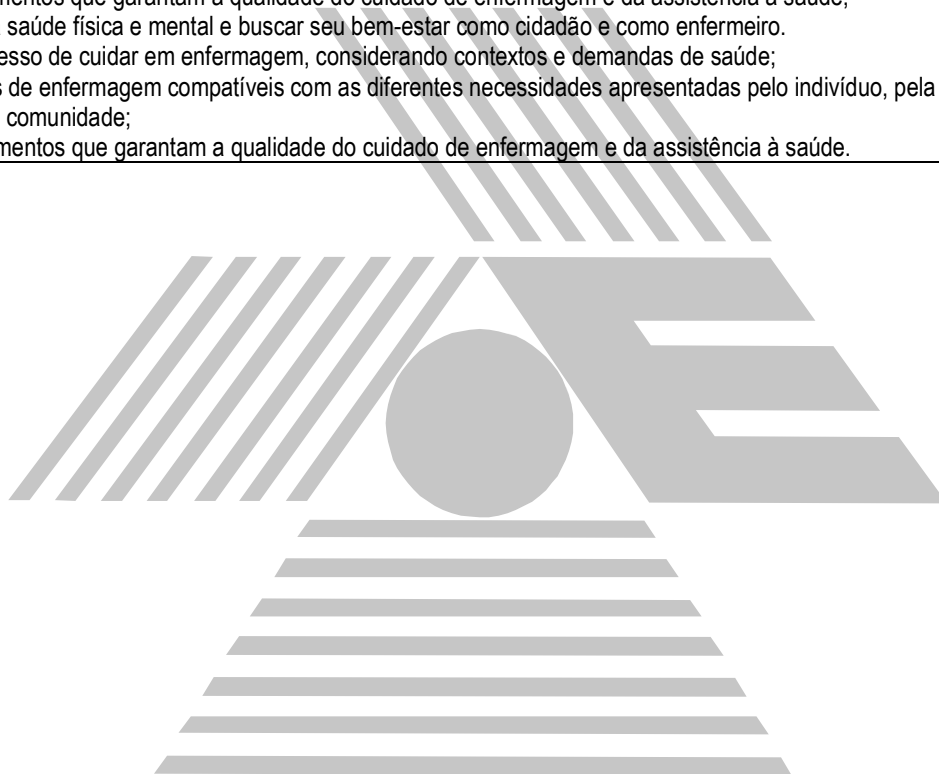 mentos que garantam a qualidade do cuidado de enfermagem e da assistência à saúde;
saúde física e mental e buscar seu bem-estar como cidadão e como enfermeiro.
esso de cuidar em enfermagem, considerando contextos e demandas de saúde;
s de enfermagem compatíveis com as diferentes necessidades apresentadas pelo indivíduo, pela
comunidade;
mentos que garantam a qualidade do cuidado de enfermagem e da assistência à saúde.